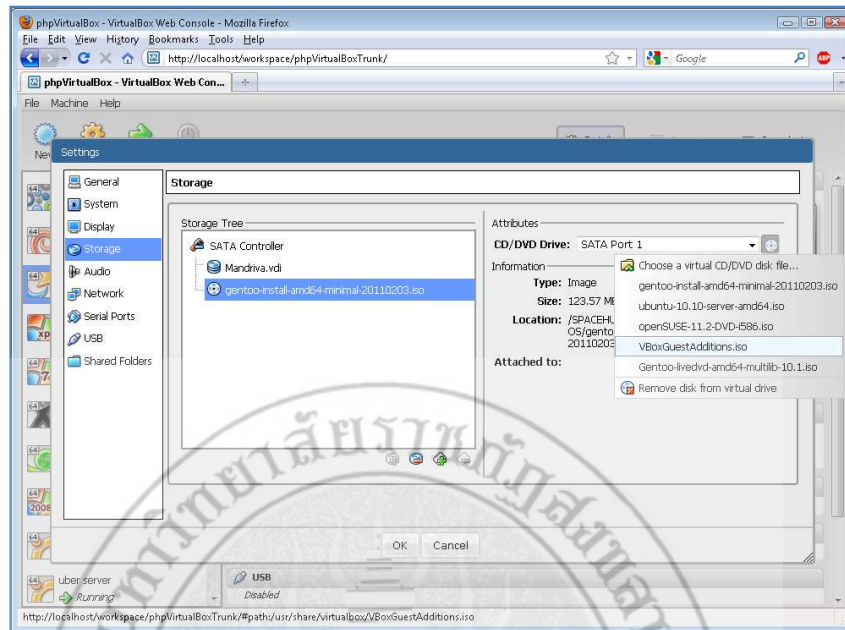 phpVirtualBox - VirtualBox Web Console - Mozilla Firefox
File Edit View History Bookmarks Tools Help
http://localhost/workspace/phpVirtualBoxTrunk/
Google
ABP
phpVirtualBox - VirtualBox Web Con...
File Machine Help
Settings
General
System
Display
Storage
Audio
Network
Serial Ports
USB
Shared Folders
Storage
Storage Tree
SATA Controller
Mandriva.vdi
gentoo-install-amd64-minimal-20110203.iso
Attributes
CD/DVD Drive: SATA Port 1
Information
Type: Image
Size: 123.57 MB
Location: /SPACEHU
OS/gento
20110203
Attached to:
Choose a virtual CD/DVD disk file...
gentoo-install-amd64-minimal-20110203.iso
ubuntu-10.10-server-amd64.iso
openSUSE-11.2-DVD-i586.iso
VBoxGuestAdditions.iso
Gentoo-livedvd-amd64-multilib-10.1.iso
Remove disk from virtual drive
OK Cancel
uber server
Running
USB
Disabled
http://localhost/workspace/phpVirtualBoxTrunk/#path:/usr/share/virtualbox/VBoxGuestAdditions.iso